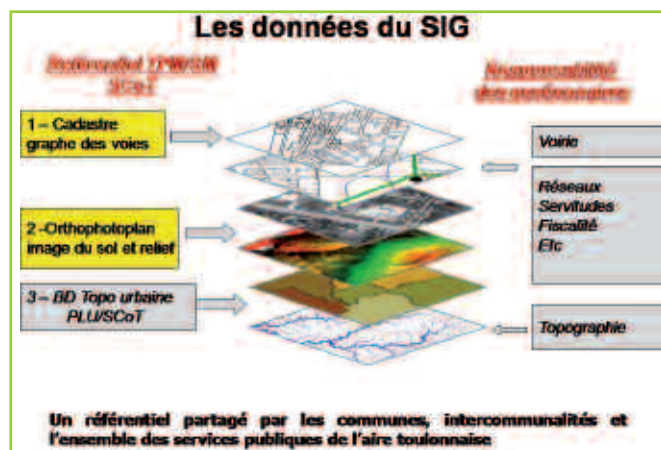 Les données du SIG
SCoT
1 – Cadastre
graphe des voies
2 -Orthophotoplan
image du sol et relief
3 – BD Topo urbaine
PLU/SCoT
Voirie
Réseaux
Servitudes
Fiscalité
Etc
Topographie
Un référentiel partagé par les communes, intercommunalités et
l'ensemble des services publiques de l'aire toulonnaise